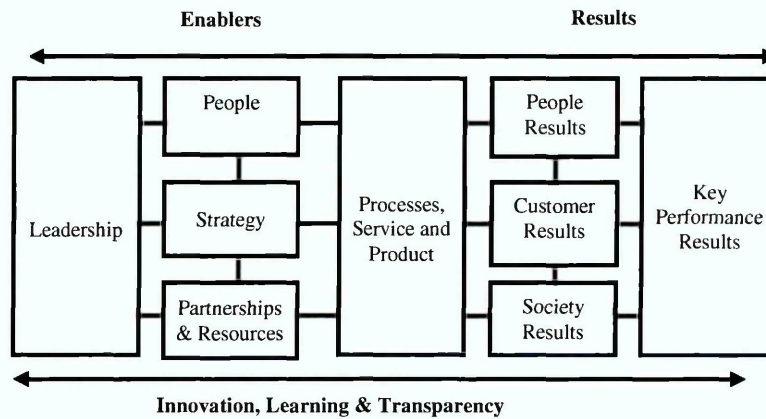 Enablers
Results
Leadership
People
Strategy
Partnerships
& Resources
Processes,
Service and
Product
People
Results
Customer
Results
Society
Results
Key
Performance
Results
Innovation, Learning & Transparency